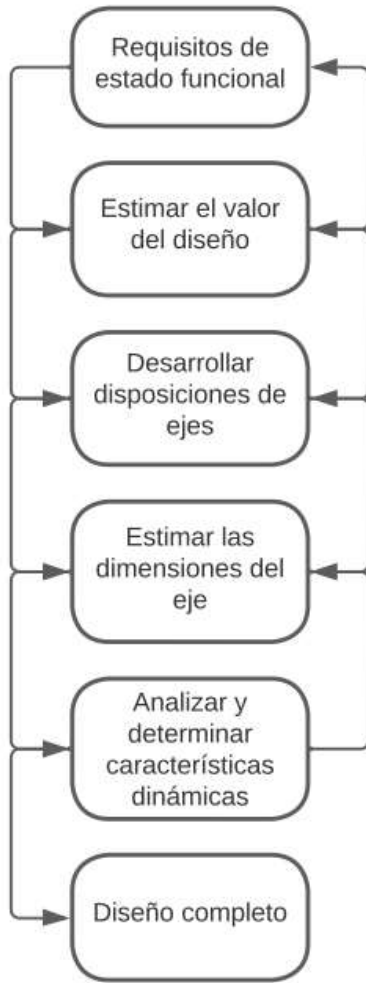 Requisitos de
estado funcional
Estimar el valor
del diseño
Desarrollar
disposiciones de
ejes
Estimar las
dimensiones del
eje
Analizar y
determinar
características
dinámicas
Diseño completo